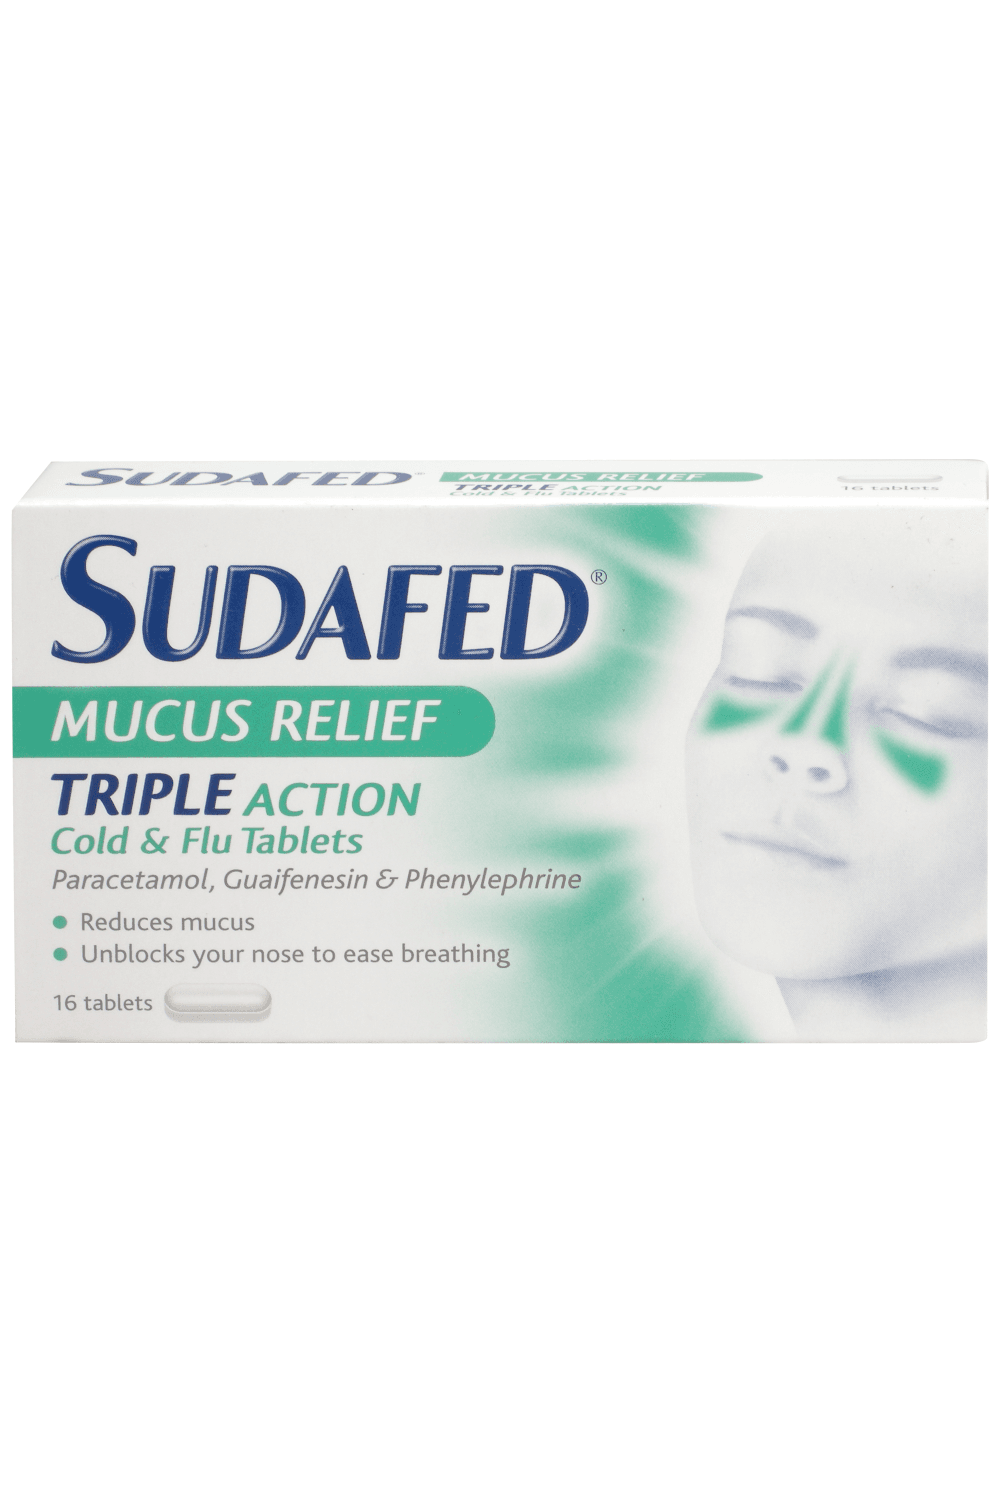 SUDAFED®
MUCUS RELIEF
TRIPLE ACTION
Cold & Flu Tablets
16 tablets
SUDAFED®
MUCUS RELIEF
TRIPLE ACTION
Cold & Flu Tablets
Paracetamol, Guaifenesin & Phenylephrine
Reduces mucus
Unblocks your nose to ease breathing
16 tablets